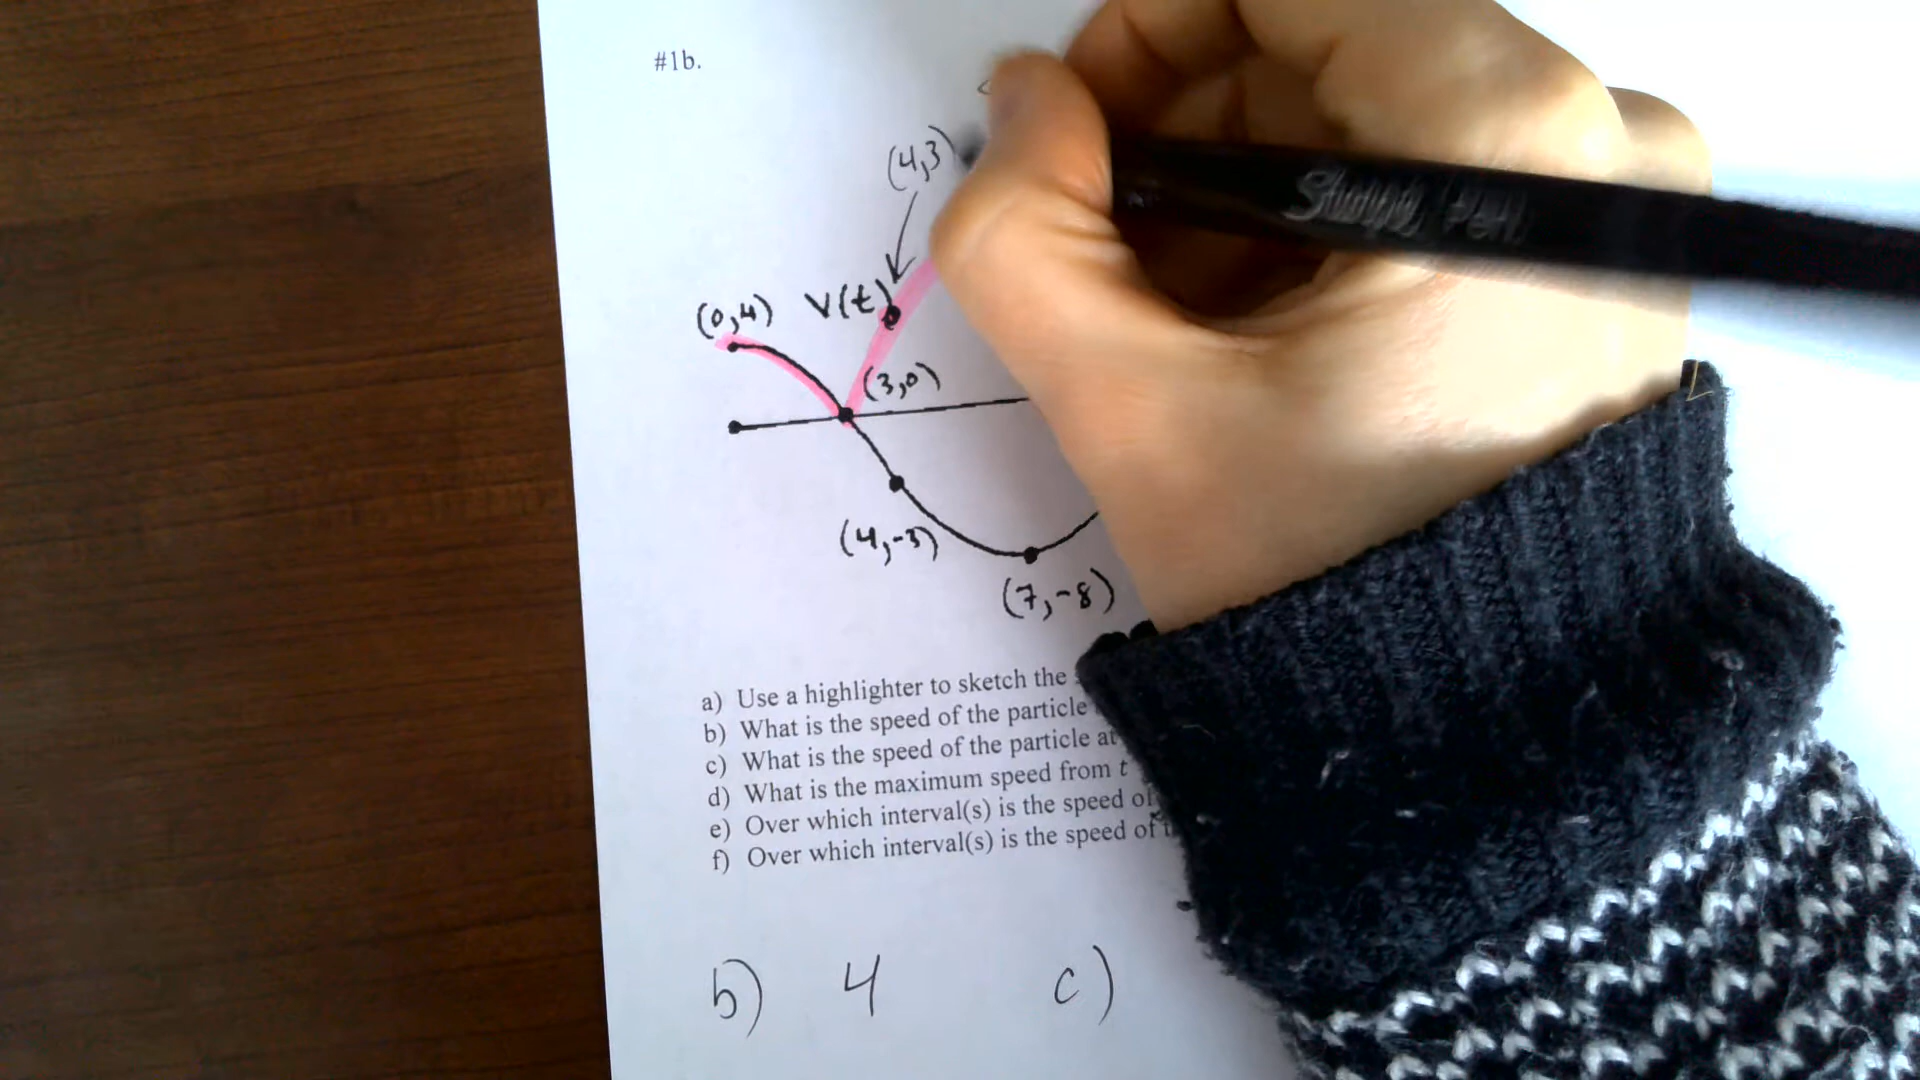 #1b.
(4,3)
(0,4) V(t)
(3,0)
(4,-3)
(7,-8)
a) Use a highlighter to sketch the
b) What is the speed of the particle
c) What is the speed of the particle at
d) What is the maximum speed from t
e) Over which interval(s) is the speed of
f) Over which interval(s) is the speed of
b) 4 c)